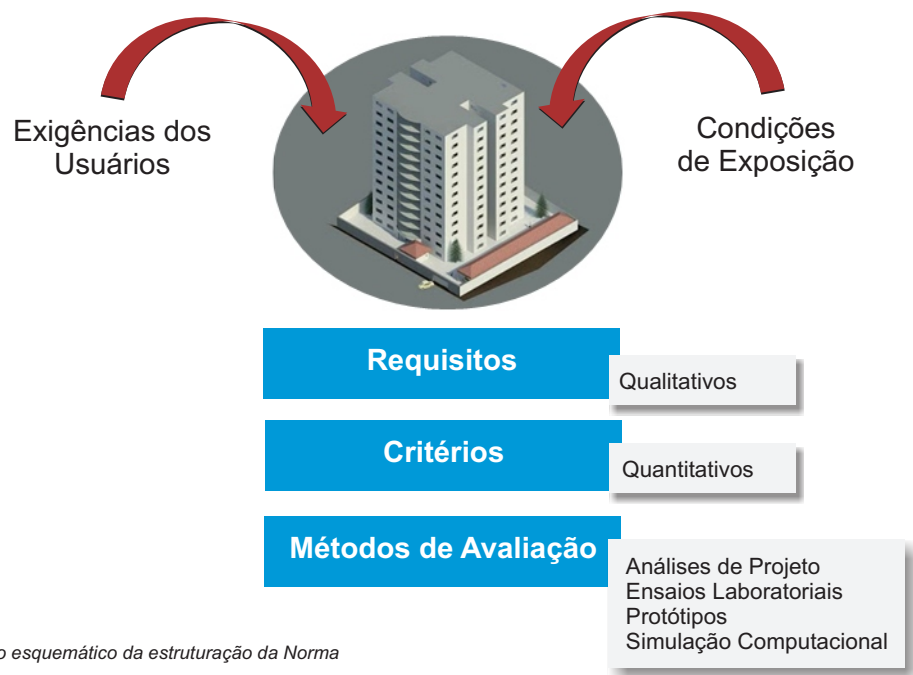 Exigências dos
Usuários
Condições
de Exposição
Requisitos
Qualitativos
Critérios
Quantitativos
Métodos de Avaliação
Análises de Projeto
Ensaios Laboratoriais
Protótipos
Simulação Computacional
o esquemático da estruturação da Norma